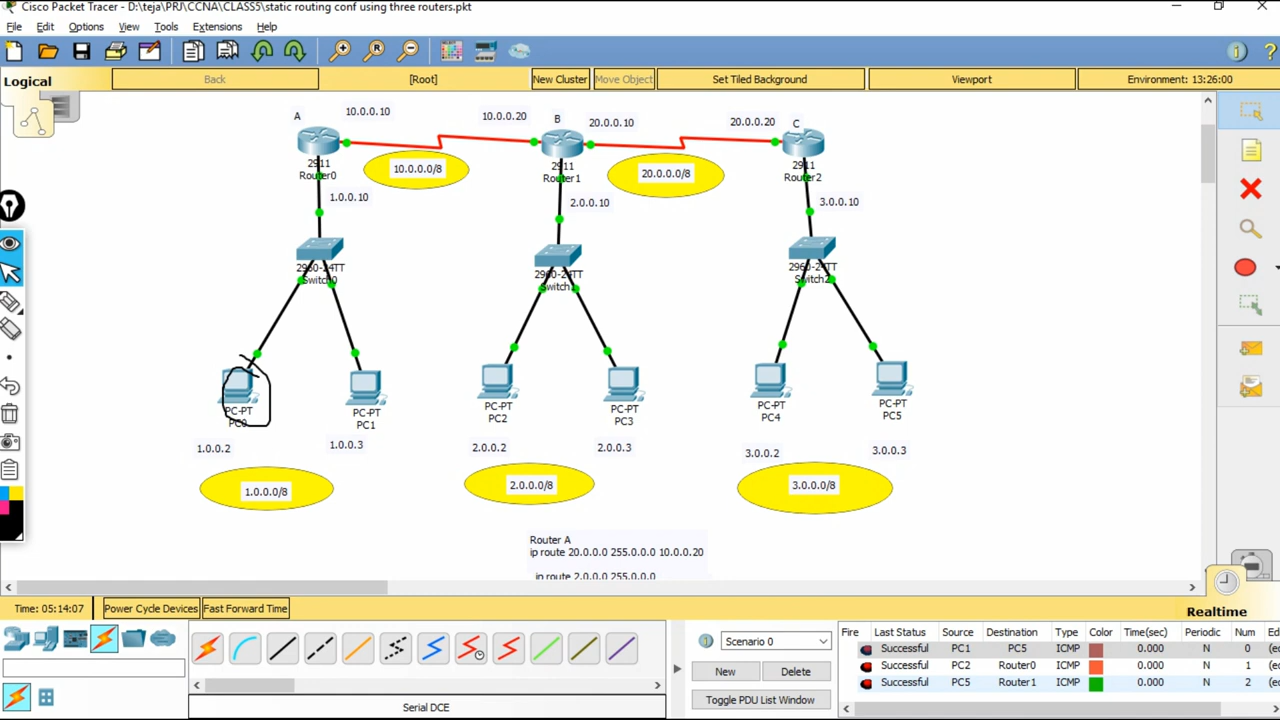 Cisco Packet Tracer - D:\teja\PRJ\CCNA\CLASS5\static routing conf using three routers.pkt
File Edit Options View Tools Extensions Help
Logical Back [Root] New Cluster Move Object Set Tiled Background Viewport Environment: 13:26:00
A 10.0.0.10 10.0.0.20 B 20.0.0.10 20.0.0.20 C
10.0.0.0/8 20.0.0.0/8
2911 2911 2911
Router0 Router1 Router2
1.0.0.10 2.0.0.10 3.0.0.10
2960-24TT 2960-24TT 2960-24TT
Switch0 Switch1 Switch2
PC-PT PC-PT PC-PT PC-PT PC-PT PC-PT
PC0 PC1 PC2 PC3 PC4 PC5
1.0.0.2 1.0.0.3 2.0.0.2 2.0.0.3 3.0.0.2 3.0.0.3
1.0.0.0/8 2.0.0.0/8 3.0.0.0/8
Router A
ip route 20.0.0.0 255.0.0.0 10.0.0.20
ip route 2.0.0.0 255.0.0.0
Time: 05:14:07 Power Cycle Devices Fast Forward Time Realtime
Scenario 0
New Delete
Toggle PDU List Window
Serial DCE
Fire Last Status Source Destination Type Color Time(sec) Periodic Num
Successful PC1 PC5 ICMP 0.000 N 0
Successful PC2 Router0 ICMP 0.000 N 1
Successful PC5 Router1 ICMP 0.000 N 2